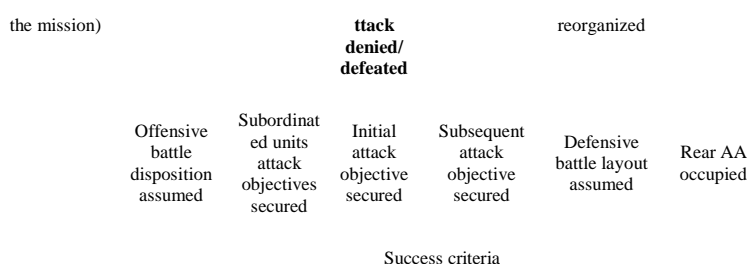 the mission)
ttack
denied/
defeated
reorganized
Offensive
battle
disposition
assumed
Subordinat
ed units
attack
objectives
secured
Initial
attack
objective
secured
Subsequent
attack
objective
secured
Defensive
battle layout
assumed
Rear AA
occupied
Success criteria